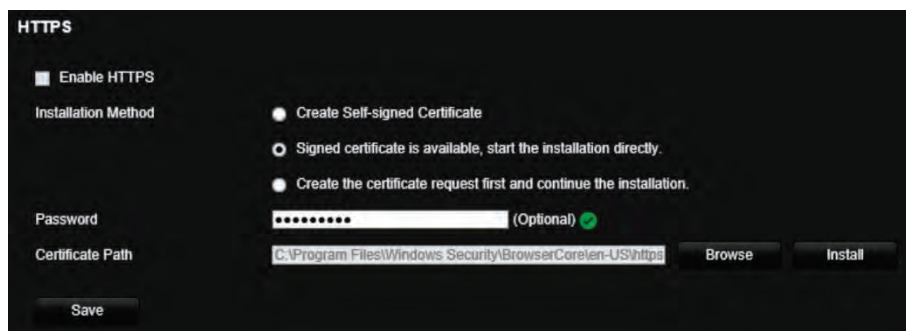 HTTPS
Enable HTTPS
Installation Method
Create Self-signed Certificate
Signed certificate is available, start the installation directly.
Create the certificate request first and continue the installation.
Password ••••••••• (Optional)
Certificate Path C:\Program Files\Windows Security\BrowserCore\en-US\https Browse Install
Save